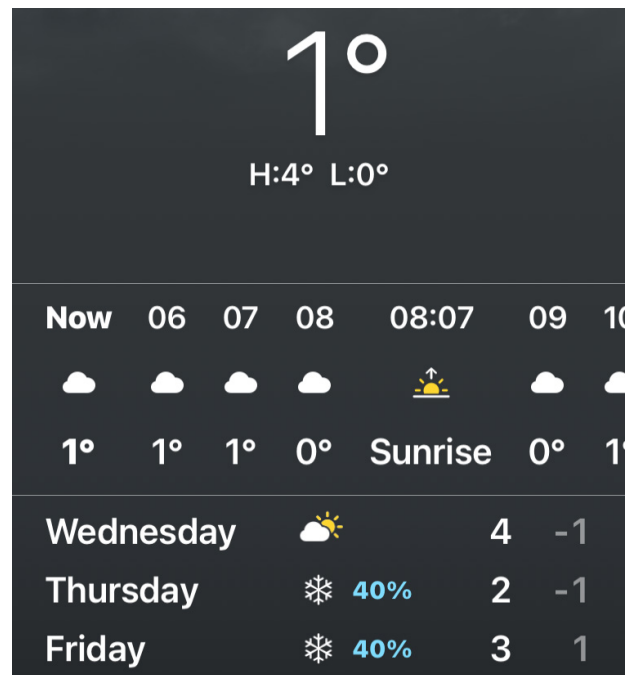 1°
H:4° L:0°
Now 06 07 08 08:07 09
1° 1° 1° 0° Sunrise 0°
Wednesday 4 -1
Thursday 40% 2 -1
Friday 40% 3 1